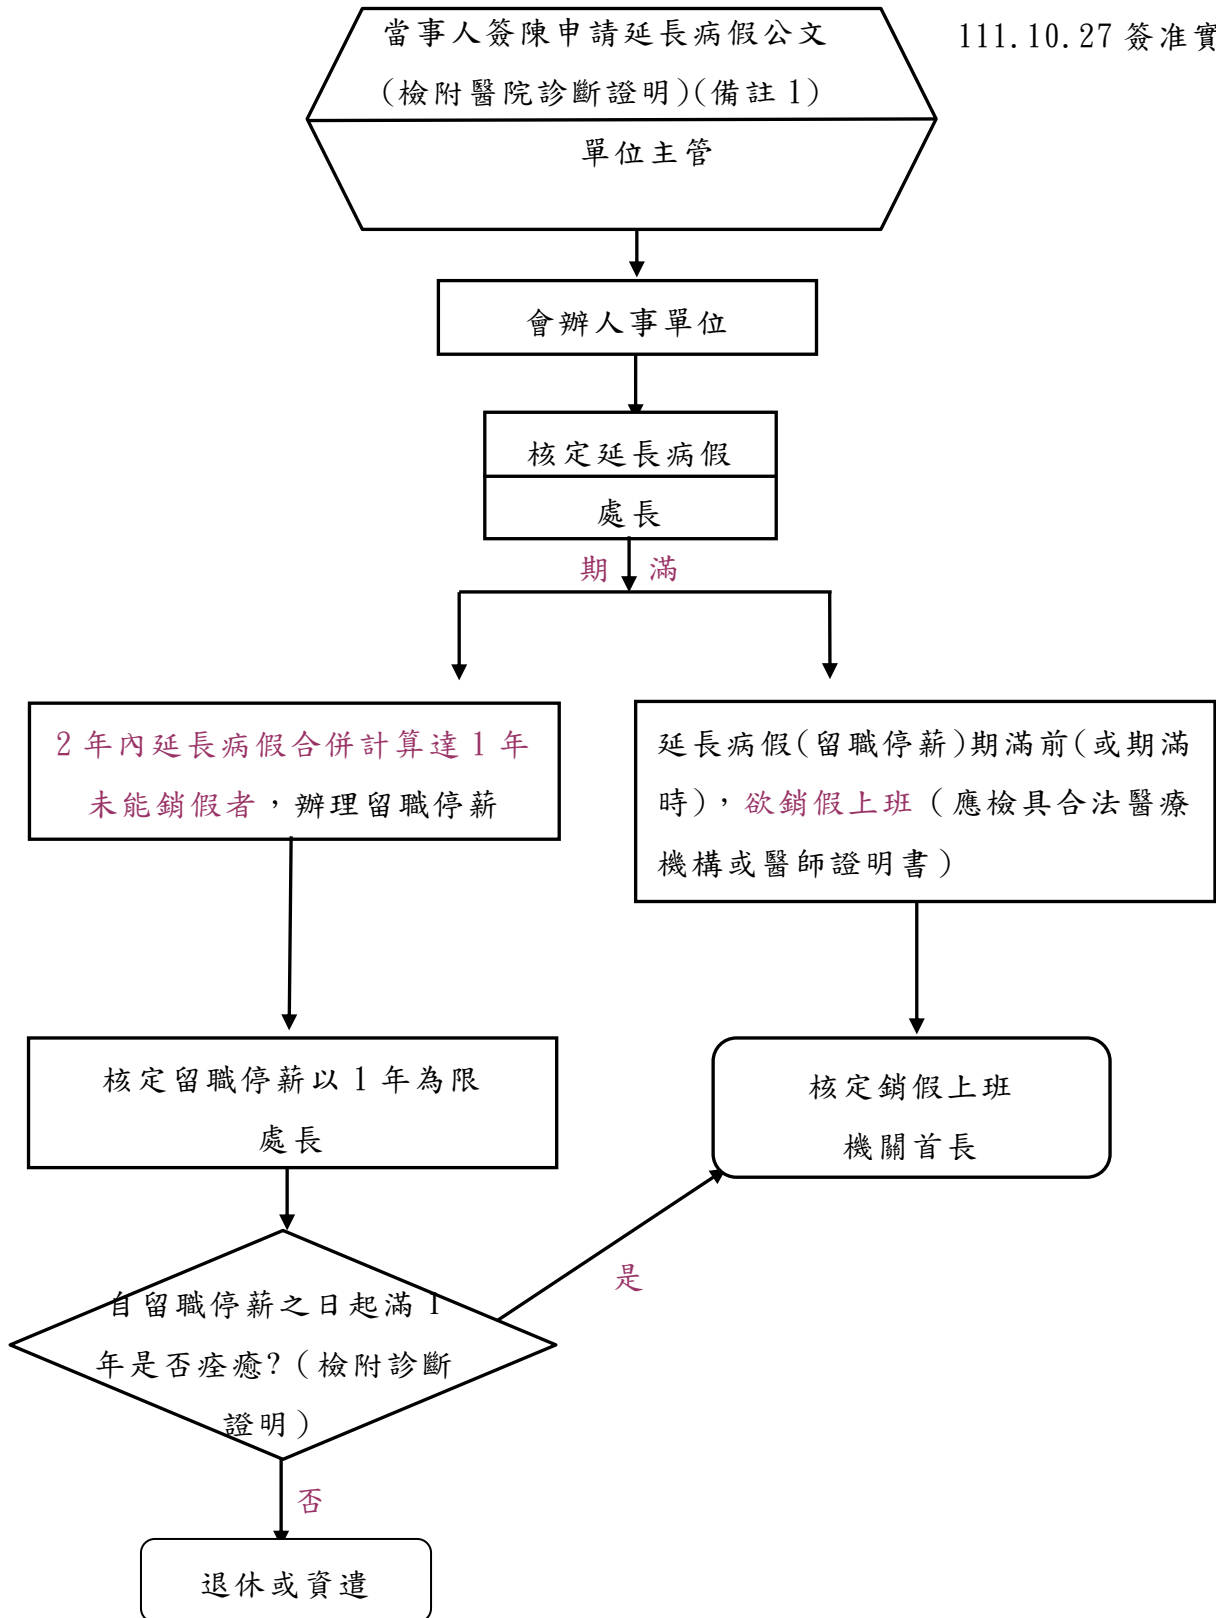 當事人簽陳申請延長病假公文
(檢附醫院診斷證明)(備註 1)
111.10.27 簽准實
單位主管
會辦人事單位
核定延長病假
處長
期 滿
2 年內延長病假合併計算達 1 年
未能銷假者，辦理留職停薪
延長病假(留職停薪)期滿前(或期滿
時)，欲銷假上班（應檢具合法醫療
機構或醫師證明書）
核定留職停薪以 1 年為限
處長
核定銷假上班
機關首長
自留職停薪之日起滿 1
年是否痊癒?（檢附診斷
證明）
是
否
退休或資遣